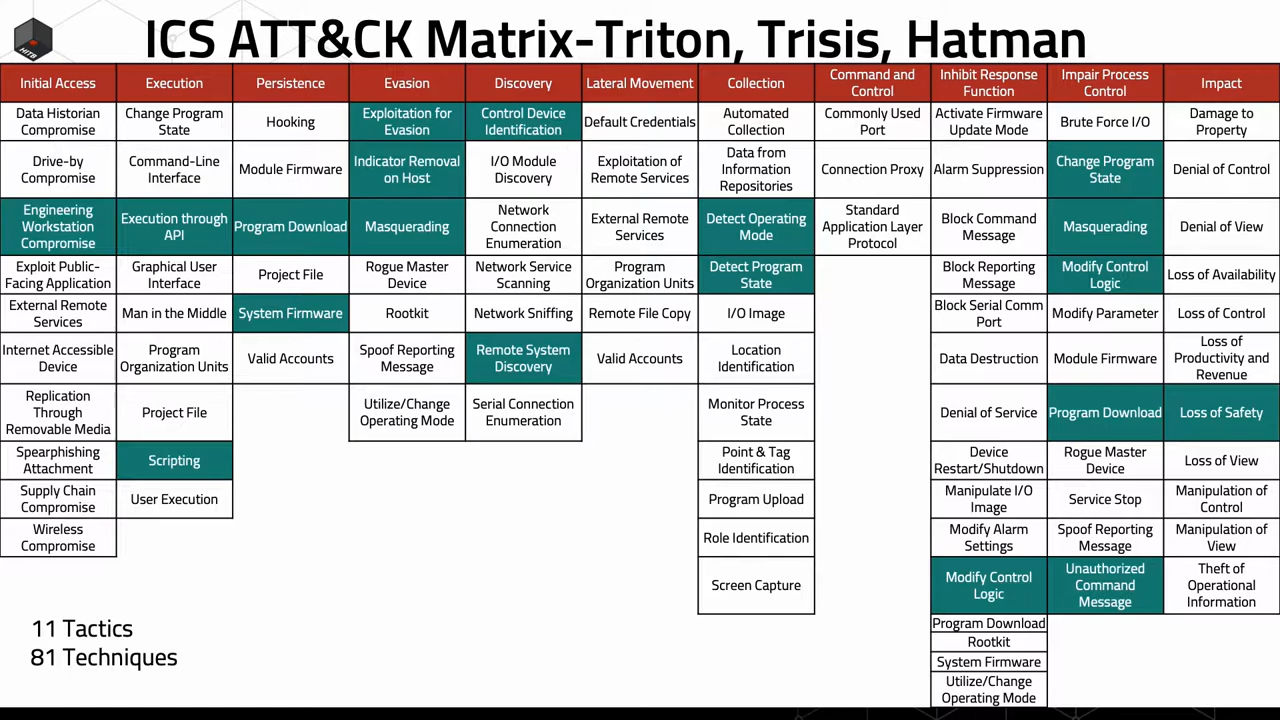 ICS ATT&CK Matrix-Triton, Trisis, Hatman
HITB
Initial Access
Execution
Persistence
Evasion
Discovery
Lateral Movement
Collection
Command and
Control
Inhibit Response
Function
Impair Process
Control
Impact
Data Historian
Compromise
Change Program
State
Hooking
Exploitation for
Evasion
Control Device
Identification
Default Credentials
Automated
Collection
Commonly Used
Port
Activate Firmware
Update Mode
Brute Force I/O
Damage to
Property
Drive-by
Compromise
Command-Line
Interface
Module Firmware
Indicator Removal
on Host
I/O Module
Discovery
Exploitation of
Remote Services
Data from
Information
Repositories
Connection Proxy
Alarm Suppression
Change Program
State
Denial of Control
Engineering
Workstation
Compromise
Execution through
API
Program Download
Masquerading
Network
Connection
Enumeration
External Remote
Services
Detect Operating
Mode
Standard
Application Layer
Protocol
Block Command
Message
Masquerading
Denial of View
Exploit Public-
Facing Application
Graphical User
Interface
Project File
Rogue Master
Device
Network Service
Scanning
Program
Organization Units
Detect Program
State
Block Reporting
Message
Modify Control
Logic
Loss of Availability
External Remote
Services
Man in the Middle
System Firmware
Rootkit
Network Sniffing
Remote File Copy
I/O Image
Block Serial Comm
Port
Modify Parameter
Loss of Control
Internet Accessible
Device
Program
Organization Units
Valid Accounts
Spoof Reporting
Message
Remote System
Discovery
Valid Accounts
Location
Identification
Data Destruction
Module Firmware
Loss of
Productivity and
Revenue
Replication
Through
Removable Media
Project File
Utilize/Change
Operating Mode
Serial Connection
Enumeration
Monitor Process
State
Denial of Service
Program Download
Loss of Safety
Spearphishing
Attachment
Scripting
Point & Tag
Identification
Device
Restart/Shutdown
Rogue Master
Device
Loss of View
Supply Chain
Compromise
User Execution
Program Upload
Manipulate I/O
Image
Service Stop
Manipulation of
Control
Wireless
Compromise
Role Identification
Modify Alarm
Settings
Spoof Reporting
Message
Manipulation of
View
Screen Capture
Modify Control
Logic
Unauthorized
Command
Message
Theft of
Operational
Information
Program Download
Rootkit
System Firmware
Utilize/Change
Operating Mode
11 Tactics
81 Techniques